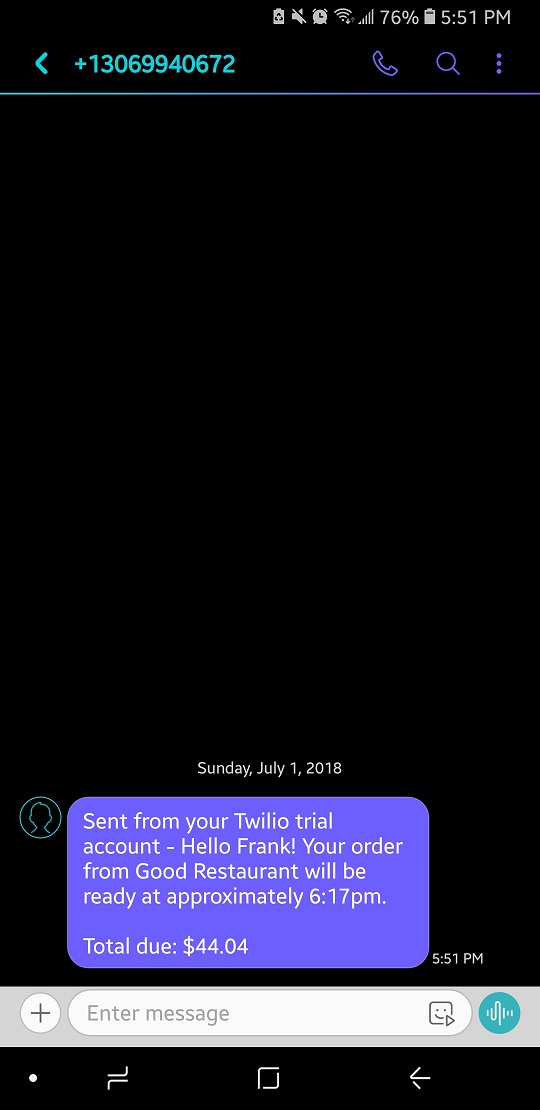 76% 5:51 PM
+13069940672
Sunday, July 1, 2018
Sent from your Twilio trial
account - Hello Frank! Your order
from Good Restaurant will be
ready at approximately 6:17pm.
Total due: $44.04
5:51 PM
Enter message